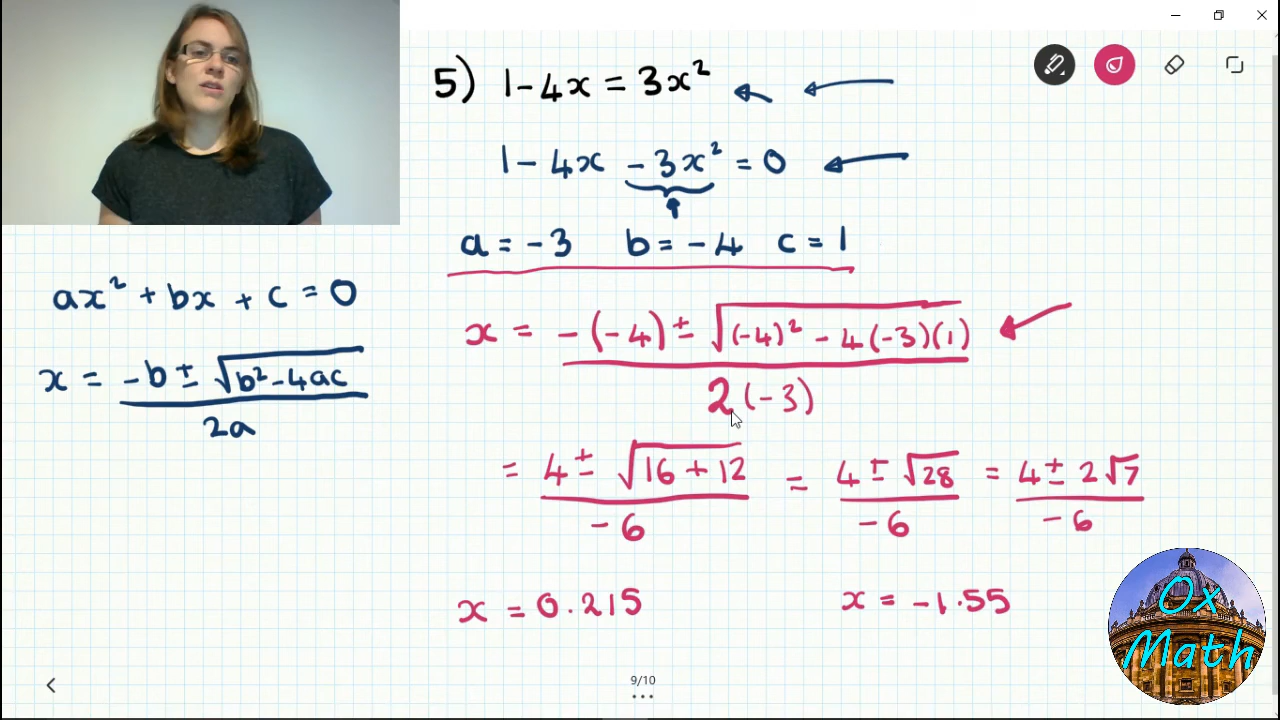 5) 1 - 4x = 3x²
1 - 4x - 3x² = 0
a = -3 b = -4 c = 1
ax² + bx + c = 0
x = -b ± √b² - 4ac
2a
x = -(-4) ± √(-4)² - 4(-3)(1)
2(-3)
= 4 ± √16 + 12 = 4 ± √28 = 4 ± 2√7
-6 -6 -6
x = 0.215 x = -1.55
Ox
Math
9/10